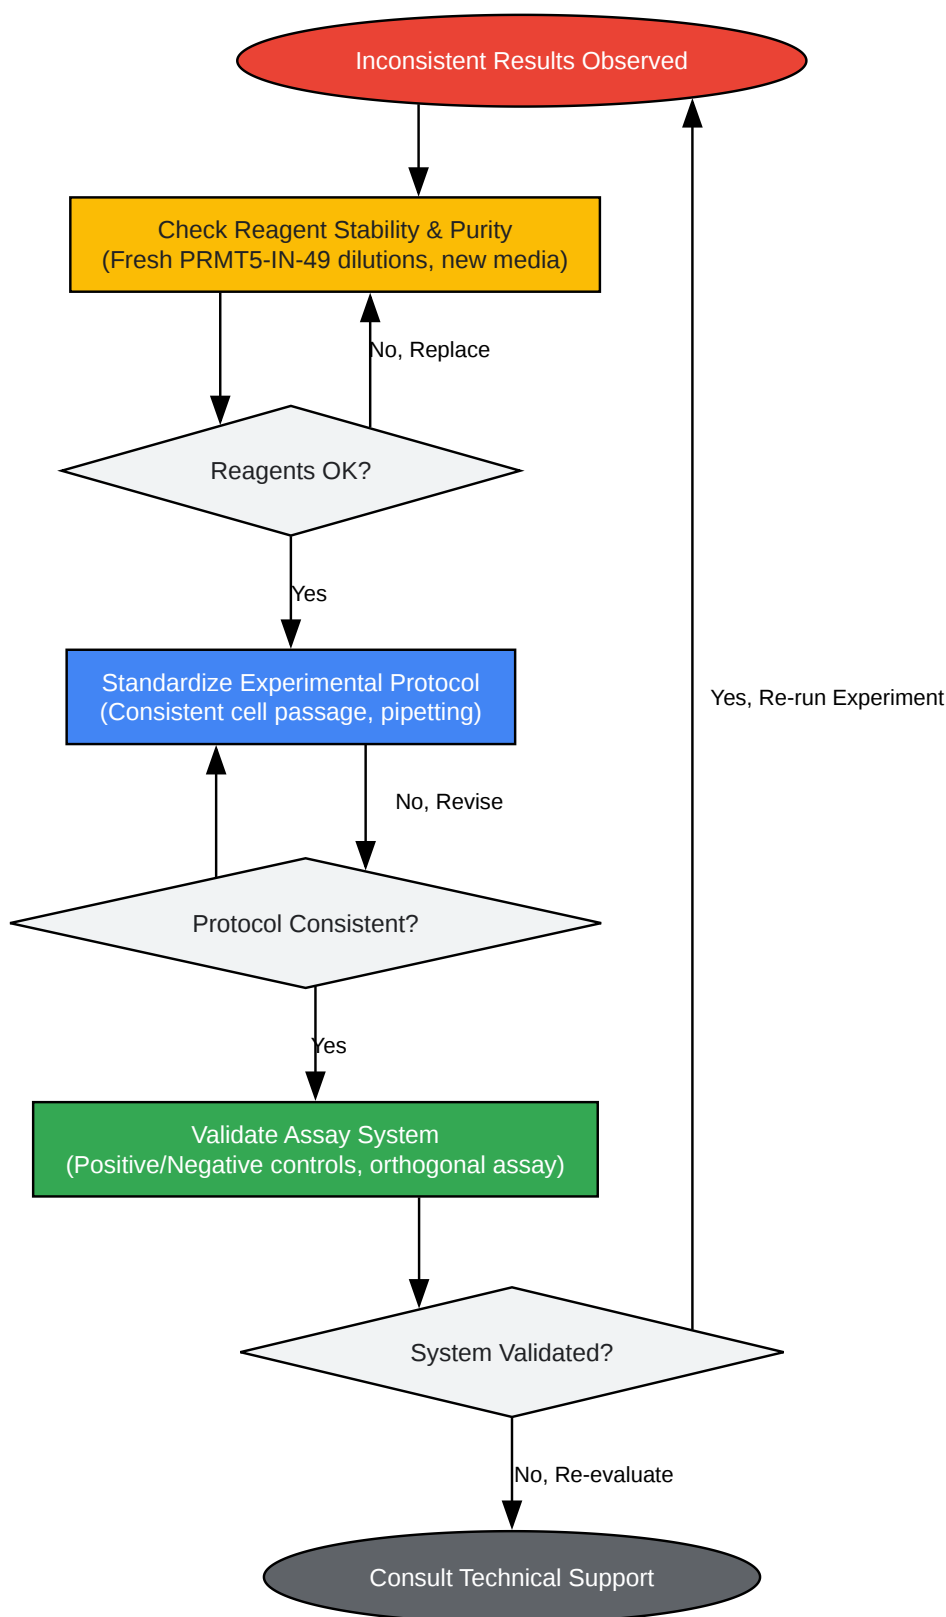 Inconsistent Results Observed
Check Reagent Stability & Purity
(Fresh PRMT5-IN-49 dilutions, new media)
No, Replace
Reagents OK?
Yes
Standardize Experimental Protocol
(Consistent cell passage, pipetting)
Yes, Re-run Experiment
No, Revise
Protocol Consistent?
Yes
Validate Assay System
(Positive/Negative controls, orthogonal assay)
System Validated?
No, Re-evaluate
Consult Technical Support